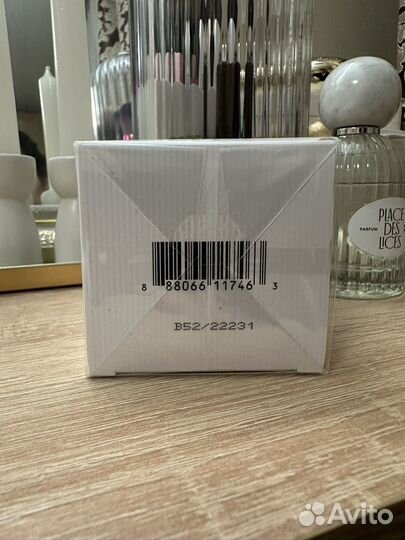 PARFUM
PLACE
DES
LICES
8 88066 11746 3
B52/22231
Avito